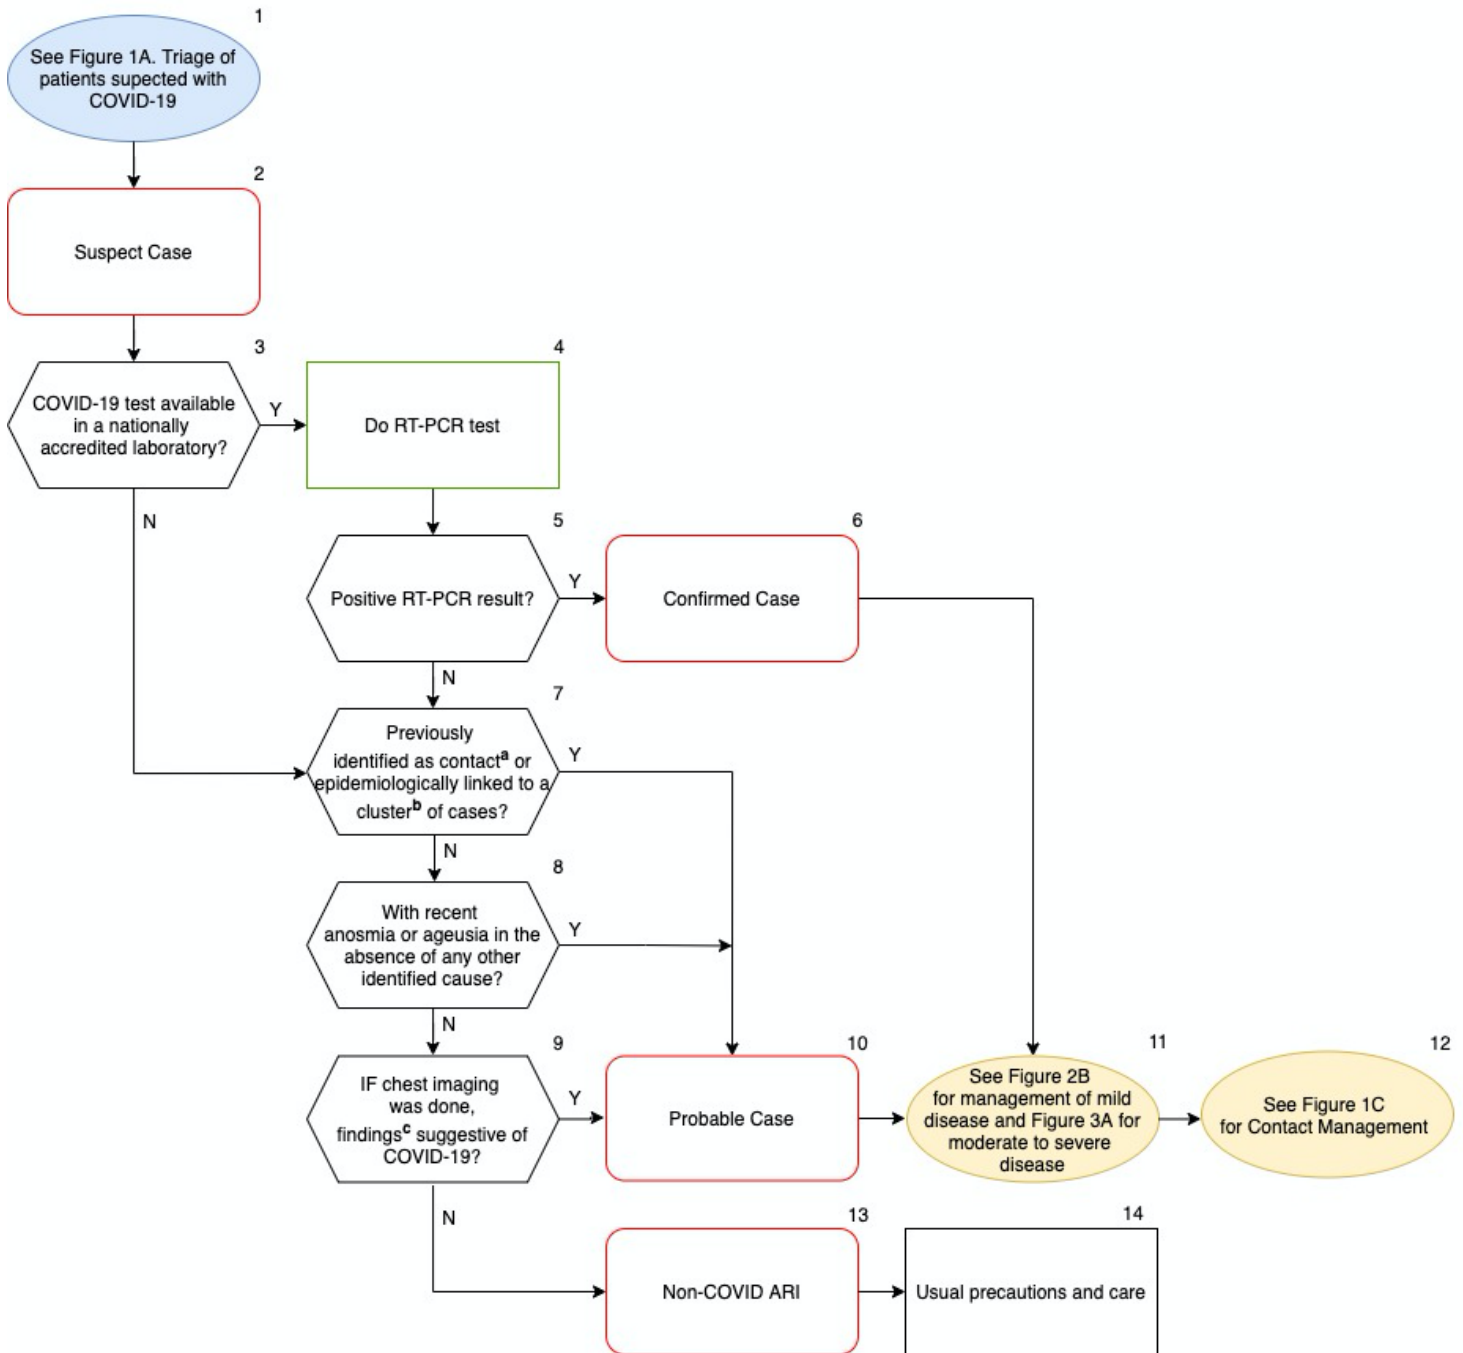 1
See Figure 1A. Triage of
patients supected with
COVID-19
2
Suspect Case
3
COVID-19 test available
in a nationally
accredited laboratory?
Y
N
4
Do RT-PCR test
5
Positive RT-PCR result?
Y
N
6
Confirmed Case
7
Previously
identified as contactª or
epidemiologically linked to a
clusterᵇ of cases?
Y
N
8
With recent
anosmia or ageusia in the
absence of any other
identified cause?
Y
N
9
IF chest imaging
was done,
findingsᶜ suggestive of
COVID-19?
Y
N
10
Probable Case
11
See Figure 2B
for management of mild
disease and Figure 3A for
moderate to severe
disease
12
See Figure 1C
for Contact Management
13
Non-COVID ARI
14
Usual precautions and care